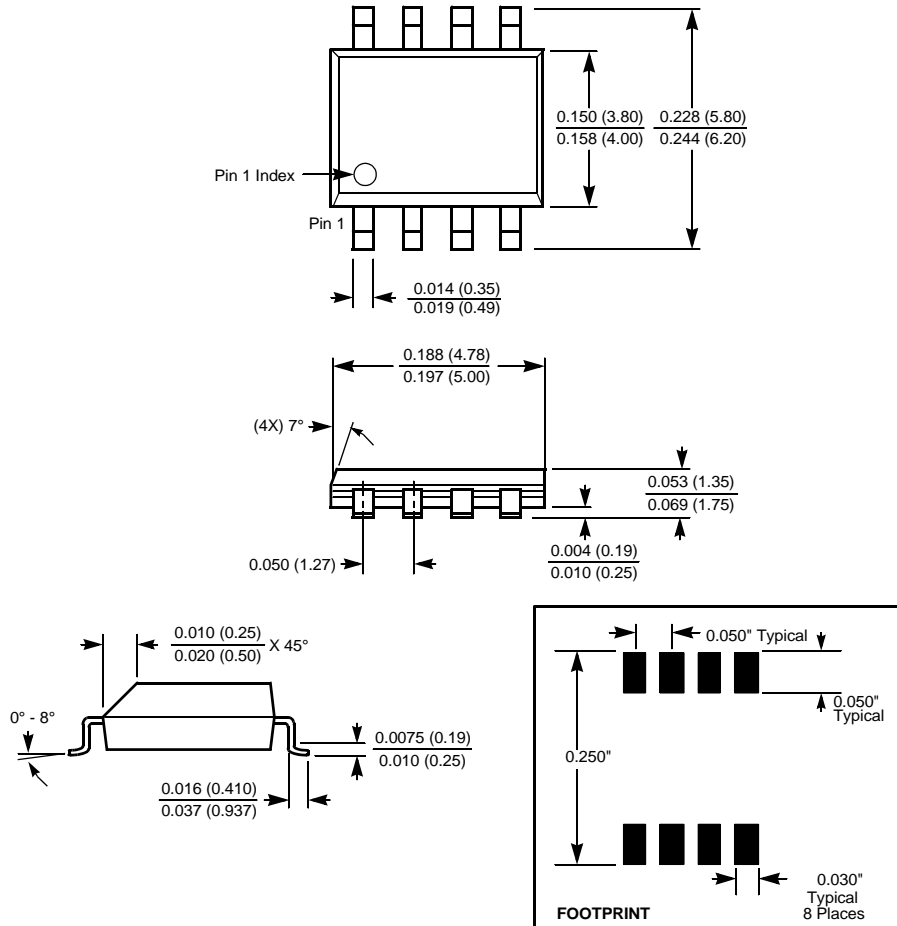 0.150 (3.80)
0.158 (4.00)
0.228 (5.80)
0.244 (6.20)
Pin 1 Index
Pin 1
0.014 (0.35)
0.019 (0.49)
0.188 (4.78)
0.197 (5.00)
(4X) 7°
0.053 (1.35)
0.069 (1.75)
0.050 (1.27)
0.004 (0.19)
0.010 (0.25)
0.010 (0.25)
0.020 (0.50)
X 45°
0° - 8°
0.0075 (0.19)
0.010 (0.25)
0.016 (0.410)
0.037 (0.937)
0.050" Typical
0.050"
Typical
0.250"
0.030"
Typical
8 Places
FOOTPRINT